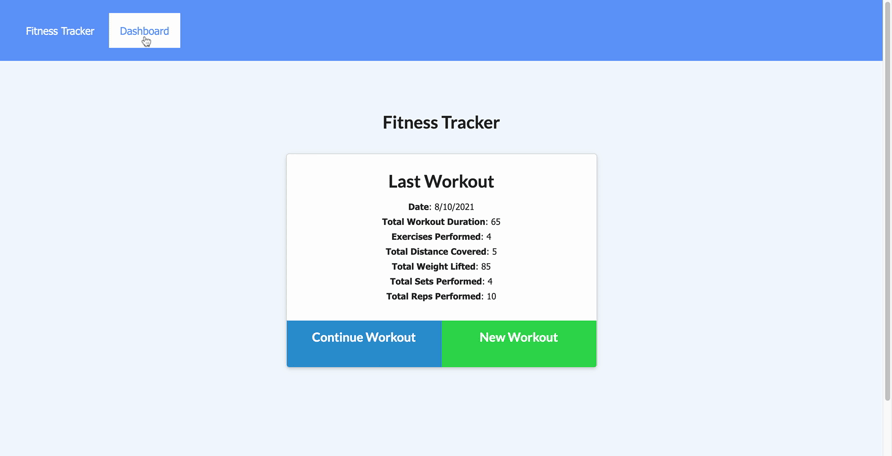 Fitness Tracker Dashboard
Fitness Tracker
Last Workout
Date: 8/10/2021
Total Workout Duration: 65
Exercises Performed: 4
Total Distance Covered: 5
Total Weight Lifted: 85
Total Sets Performed: 4
Total Reps Performed: 10
Continue Workout New Workout